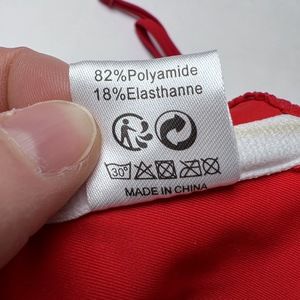 82%Polyamide
18%Elasthanne
30°
MADE IN CHINA